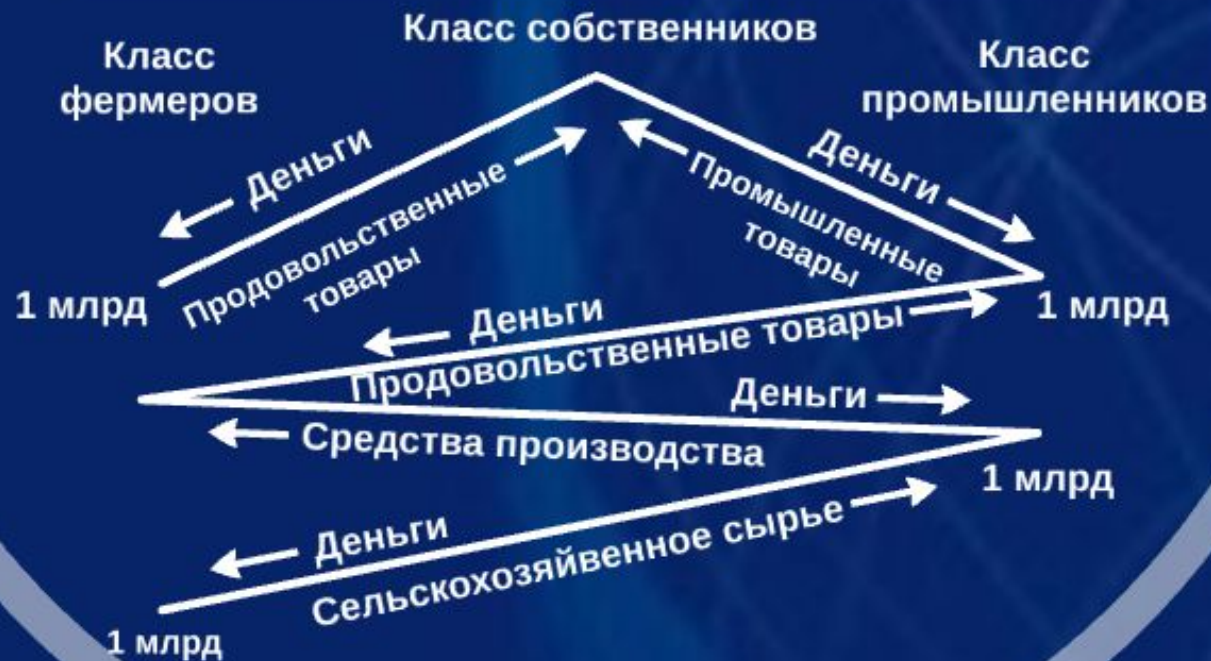 Класс собственников
Класс
фермеров
Класс
промышленников
Деньги
Продовольственные
товары
Деньги
Промышленные
товары
1 млрд
1 млрд
Деньги
Продовольственные товары
Деньги
Средства производства
1 млрд
Деньги
Сельскохозяйвенное сырье
1 млрд